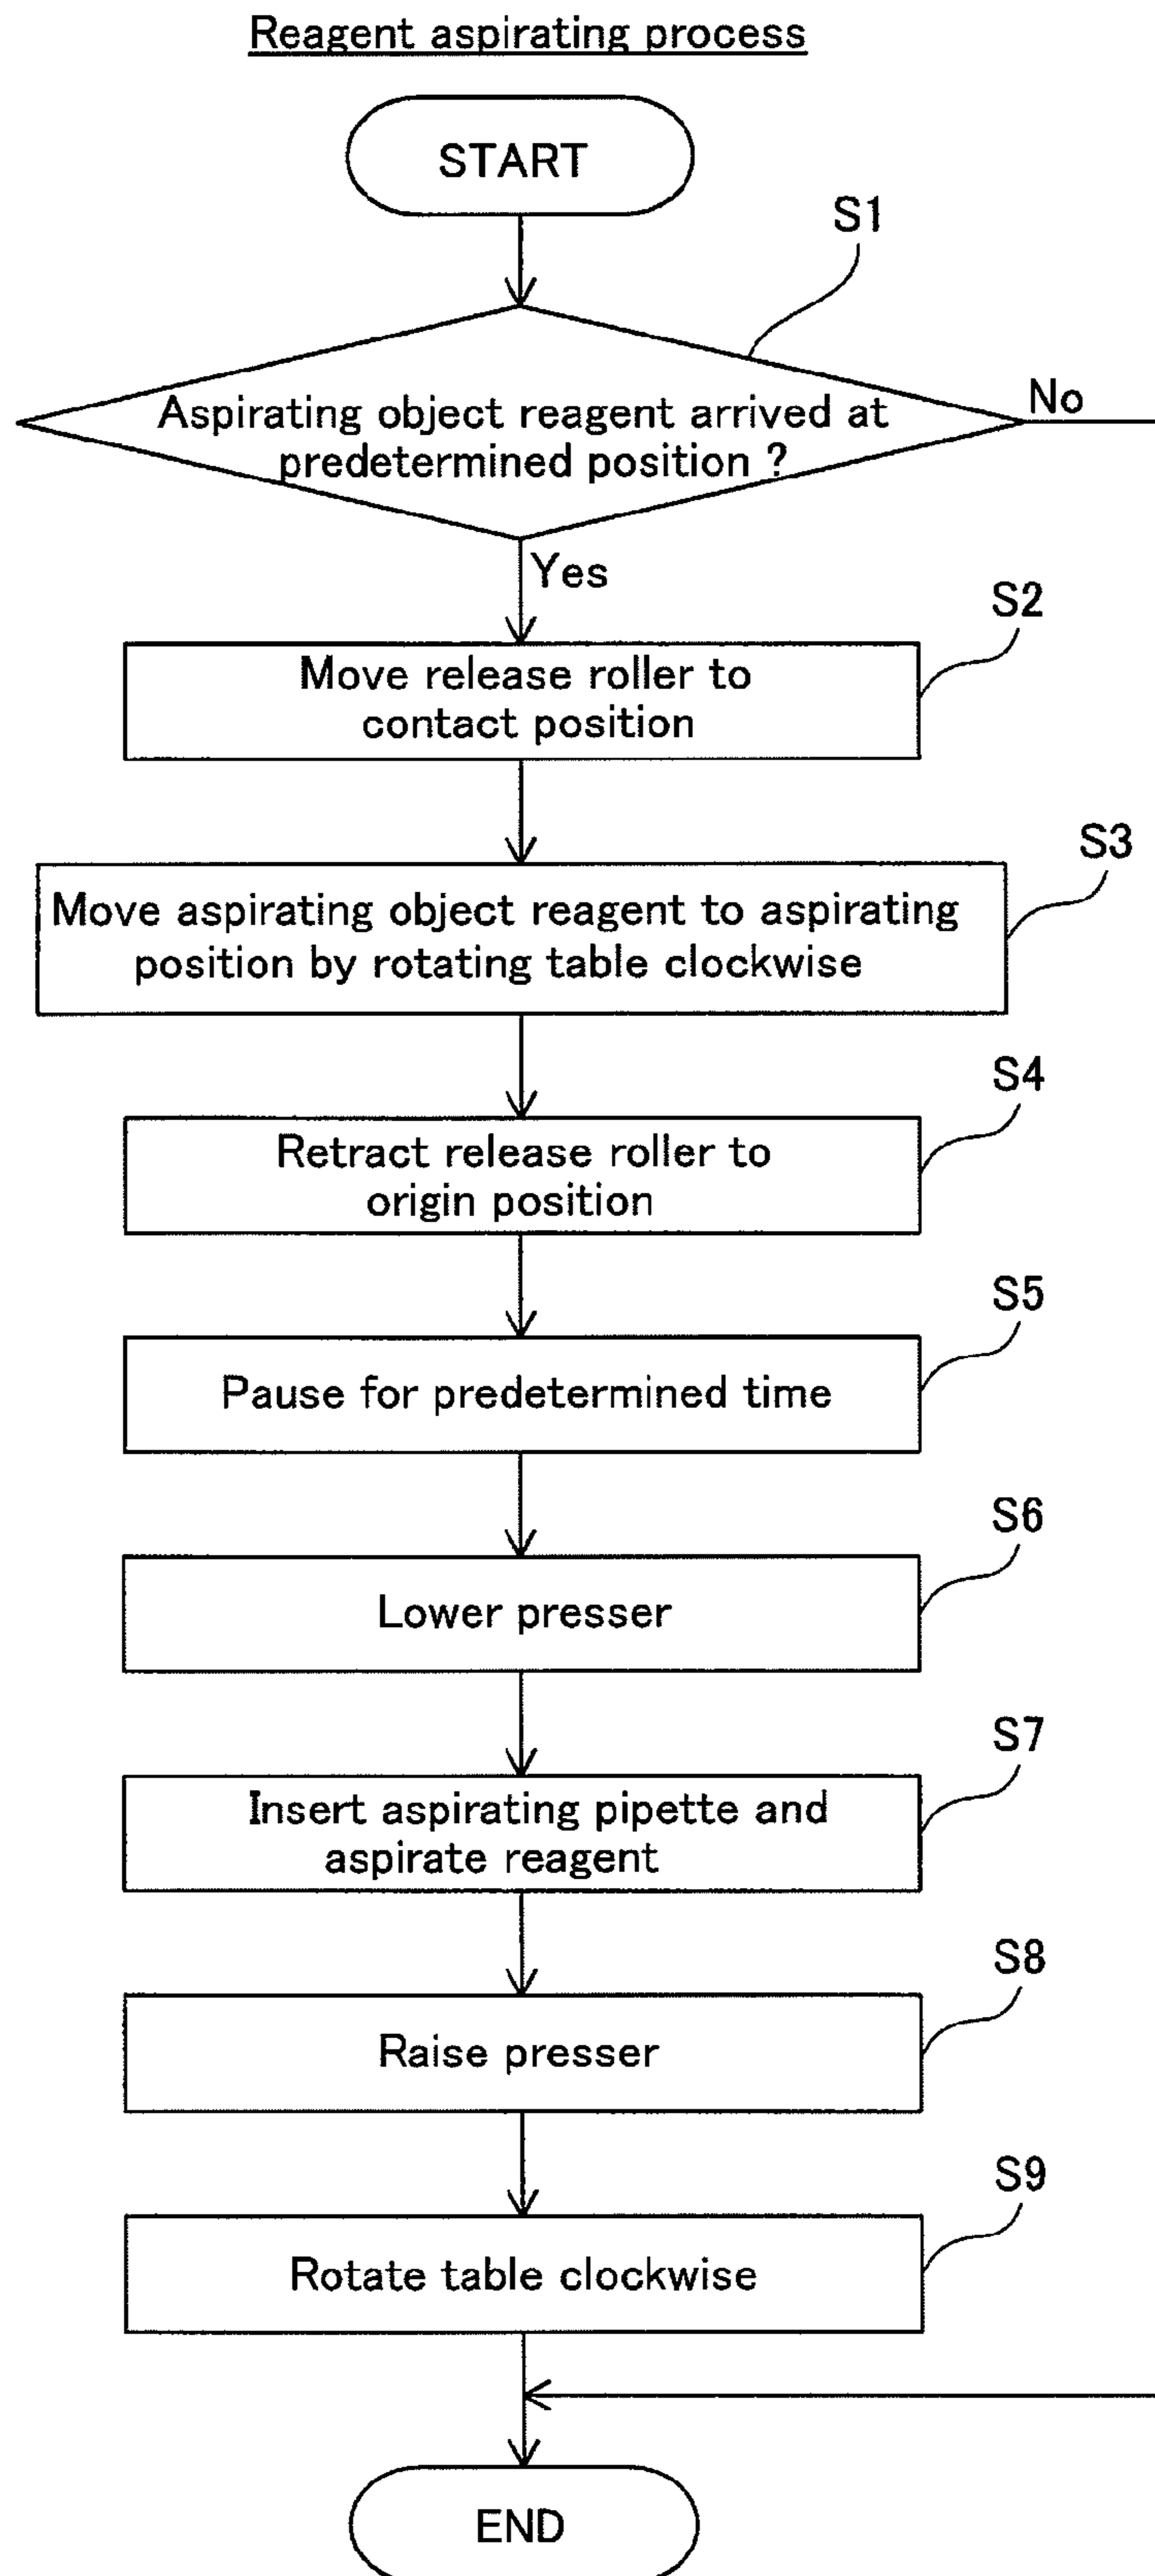 Reagent aspirating process
START
S1
Aspirating object reagent arrived at
predetermined position ?
No
Yes
S2
Move release roller to
contact position
S3
Move aspirating object reagent to aspirating
position by rotating table clockwise
S4
Retract release roller to
origin position
S5
Pause for predetermined time
S6
Lower presser
S7
Insert aspirating pipette and
aspirate reagent
S8
Raise presser
S9
Rotate table clockwise
END